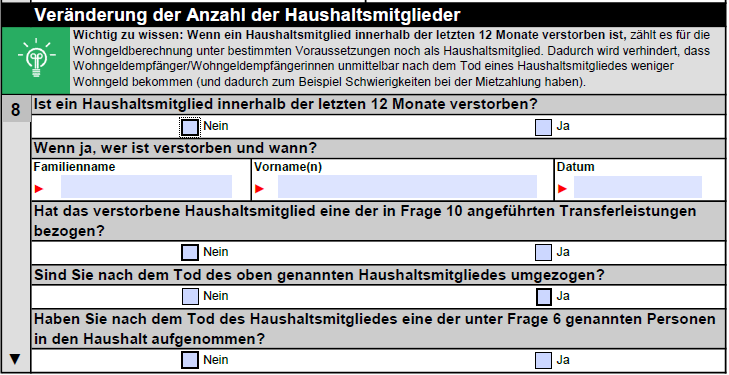 Veränderung der Anzahl der Haushaltsmitglieder
Wichtig zu wissen: Wenn ein Haushaltsmitglied innerhalb der letzten 12 Monate verstorben ist, zählt es für die
Wohngeldberechnung unter bestimmten Voraussetzungen noch als Haushaltsmitglied. Dadurch wird verhindert, dass
Wohngeldempfänger/Wohngeldempfängerinnen unmittelbar nach dem Tod eines Haushaltsmitgliedes weniger
Wohngeld bekommen (und dadurch zum Beispiel Schwierigkeiten bei der Mietzahlung haben).
8 Ist ein Haushaltsmitglied innerhalb der letzten 12 Monate verstorben?
Nein Ja
Wenn ja, wer ist verstorben und wann?
Familienname Vorname(n) Datum
Hat das verstorbene Haushaltsmitglied eine der in Frage 10 angeführten Transferleistungen
bezogen?
Nein Ja
Sind Sie nach dem Tod des oben genannten Haushaltsmitgliedes umgezogen?
Nein Ja
Haben Sie nach dem Tod des Haushaltsmitgliedes eine der unter Frage 6 genannten Personen
in den Haushalt aufgenommen?
Nein Ja